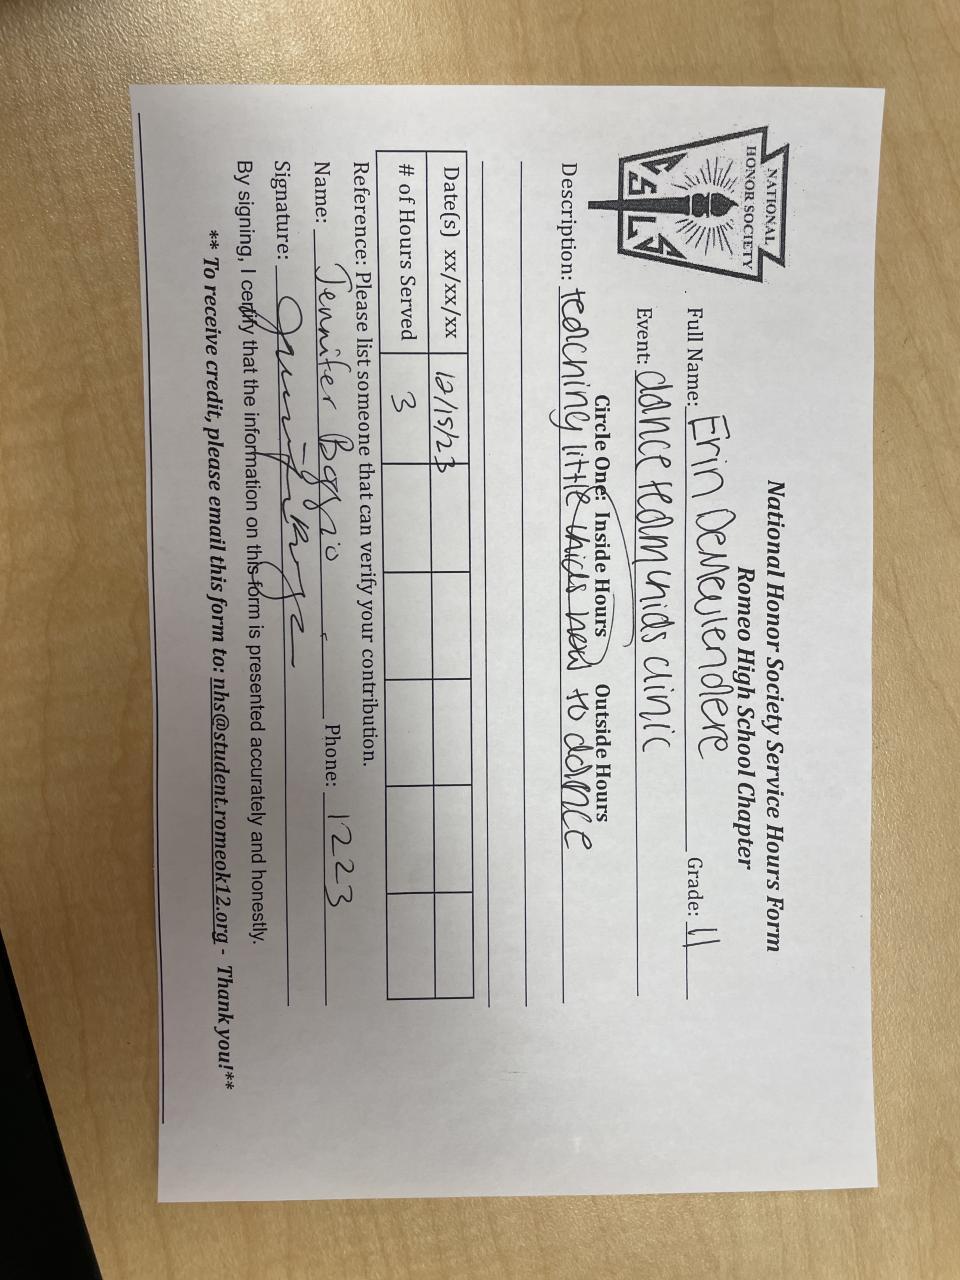 NATIONAL
HONOR SOCIETY
CSLS
National Honor Society Service Hours Form
Romeo High School Chapter
Full Name: Erin Demeulendere Grade: 11
Event: dance team kids clinic
Circle One: Inside Hours Outside Hours
Description: teaching little kids how to dance
Date(s) xx/xx/xx 12/15/23
# of Hours Served 3
Reference: Please list someone that can verify your contribution.
Name: Jennifer Phone: 1223
Signature:
By signing, I certify that the information on this form is presented accurately and honestly.
** To receive credit, please email this form to: nhs@student.romeok12.org - Thank you!**